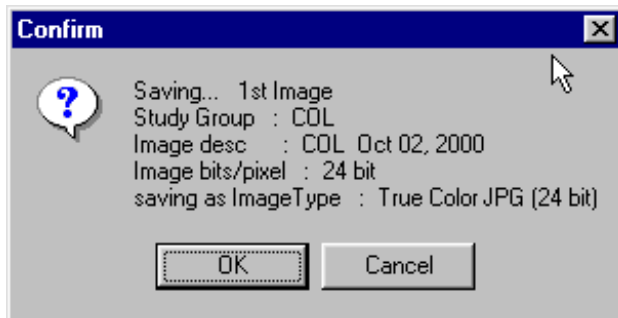 Confirm
Saving... 1st Image
Study Group : COL
Image desc : COL Oct 02, 2000
Image bits/pixel : 24 bit
saving as ImageType : True Color JPG (24 bit)
OK Cancel